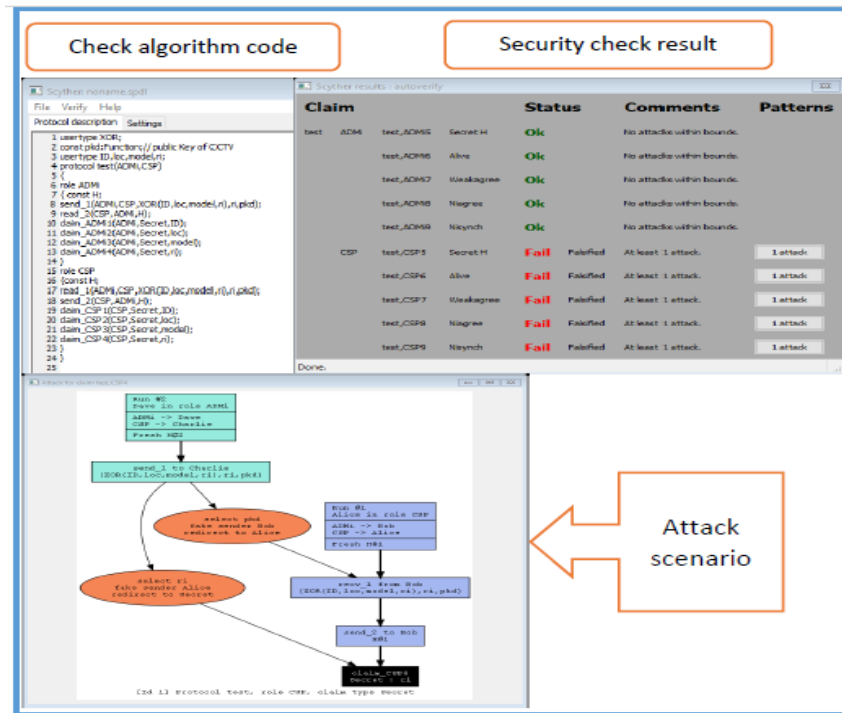 Check algorithm code
Security check result
Scyther: noname.spdl
File Verify Help
Protocol description Settings
1 usertype XOR;
2 const pkd:Function;// public Key of CCTV
3 usertype ID,loc,model,ri;
4 protocol test(ADMi,CSP)
5 {
6 role ADMi
7 { const H;
8 send_1(ADMi,CSP,XOR(ID,loc,model,ri),ri,pkd);
9 read_2(CSP,ADMi,H);
10 claim_ADMi1(ADMi,Secret,ID);
11 claim_ADMi2(ADMi,Secret,loc);
12 claim_ADMi3(ADMi,Secret,model);
13 claim_ADMi4(ADMi,Secret,ri);
14 }
15 role CSP
16 {const H;
17 read_1(ADMi,CSP,XOR(ID,loc,model,ri),ri,pkd);
18 send_2(CSP,ADMi,H);
19 claim_CSP1(CSP,Secret,ID);
20 claim_CSP2(CSP,Secret,loc);
21 claim_CSP3(CSP,Secret,model);
22 claim_CSP4(CSP,Secret,ri);
23 }
24 }
25
Scyther results : autoverify
Claim Status Comments Patterns
test ADMi test,ADMi5 Secret H Ok No attacks within bounds.
test,ADMi6 Alive Ok No attacks within bounds.
test,ADMi7 Weakagree Ok No attacks within bounds.
test,ADMi8 Niagree Ok No attacks within bounds.
test,ADMi9 Nisynch Ok No attacks within bounds.
CSP test,CSP5 Secret H Fail Falsified At least 1 attack. 1 attack
test,CSP6 Alive Fail Falsified At least 1 attack. 1 attack
test,CSP7 Weakagree Fail Falsified At least 1 attack. 1 attack
test,CSP8 Niagree Fail Falsified At least 1 attack. 1 attack
test,CSP9 Nisynch Fail Falsified At least 1 attack. 1 attack
Done.
Attack for claim test,CSP4
Run #2
Dave in role ADMi
ADMi -> Dave
CSP -> Charlie
Fresh H#2
send_1 to Charlie
(XOR(ID,loc,model,ri),ri,pkd)
select pkd
fake sender Bob
redirect to Alice
Run #1
Alice in role CSP
ADMi -> Bob
CSP -> Alice
Fresh H#1
select ri
fake sender Alice
redirect to Secret
recv_1 from Bob
(XOR(ID,loc,model,ri),ri,pkd)
send_2 to Bob
H#1
claim_CSP4
Secret : ri
[Id 1] Protocol test, role CSP, claim type Secret
Attack
scenario